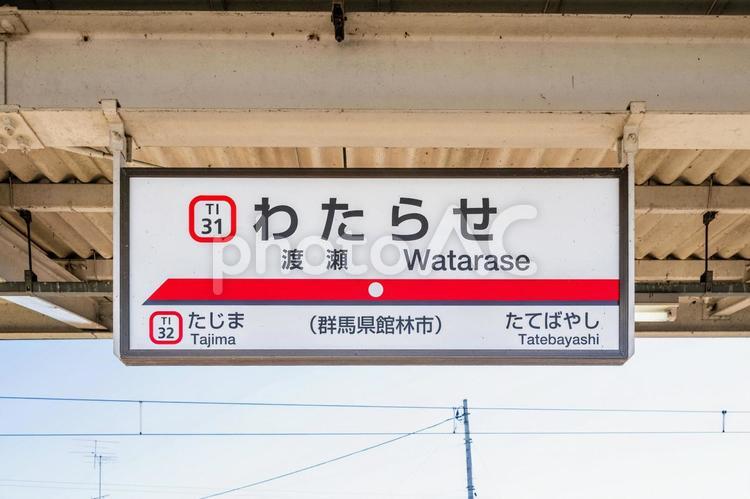 TI
31
わたらせ
渡瀬 Watarase
photoAC
TI
32
たじま
Tajima
（群馬県館林市）
たてばやし
Tatebayashi